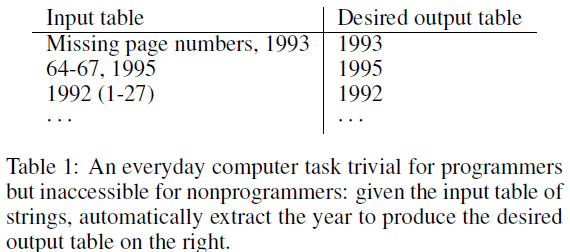 Input table Desired output table
Missing page numbers, 1993 1993
64-67, 1995 1995
1992 (1-27) 1992
... ...
Table 1: An everyday computer task trivial for programmers
but inaccessible for nonprogrammers: given the input table of
strings, automatically extract the year to produce the desired
output table on the right.